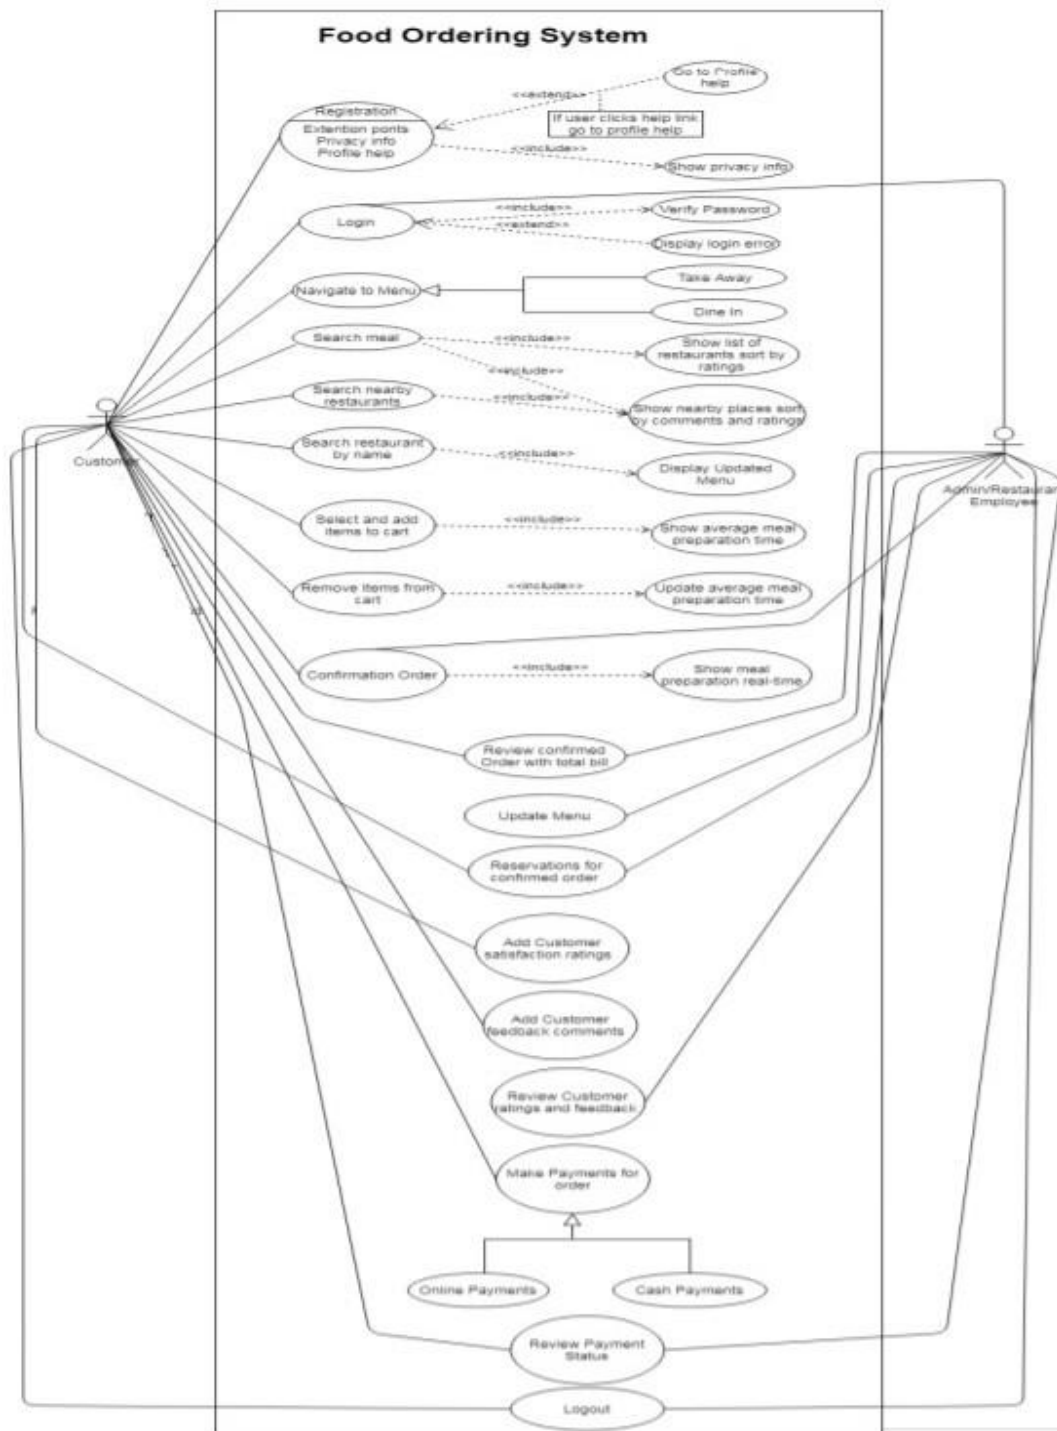 Food Ordering System
Go to Profile
help
<<extend>>
Registration
If user clicks help link
go to profile help
Extention ponts
Privacy info
Profile help
<<include>>
Show privacy info
Login
<<include>>
Verify Password
<<extend>>
Display login error
Navigate to Menu
Take Away
Dine In
Search meal
<<include>>
Show list of
restaurants sort by
ratings
<<include>>
Search nearby
restaurants
<<include>>
Show nearby places sort
by comments and ratings
Customer
Search restaurant
by name
<<include>>
Display Updated
Menu
Admin/Restaurant
Employee
Select and add
items to cart
<<include>>
Show average meal
preparation time
Remove items from
cart
<<include>>
Update average meal
preparation time
Confirmation Order
<<include>>
Show meal
preparation real-time
Review confirmed
Order with total bill
Update Menu
Reservations for
confirmed order
Add Customer
satisfaction ratings
Add Customer
feedback comments
Review Customer
ratings and feedback
Make Payments for
order
Online Payments
Cash Payments
Review Payment
Status
Logout